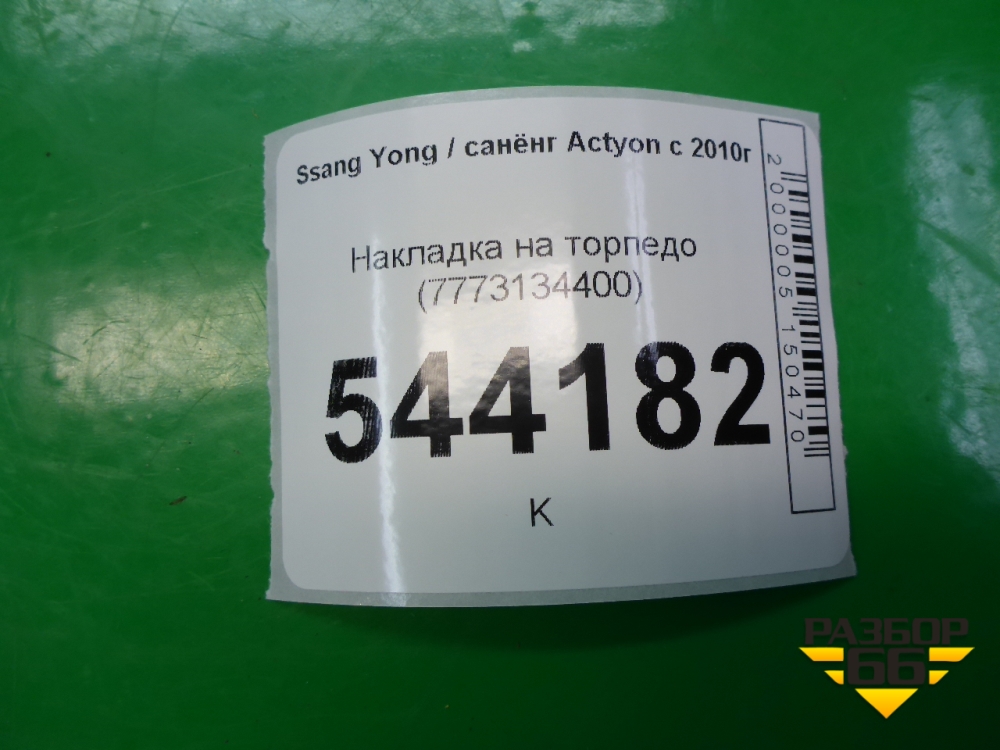 Ssang Yong / санёнг Actyon с 2010г
Накладка на торпедо
(7773134400)
544182
К
2000005150470
РАЗБОР
66